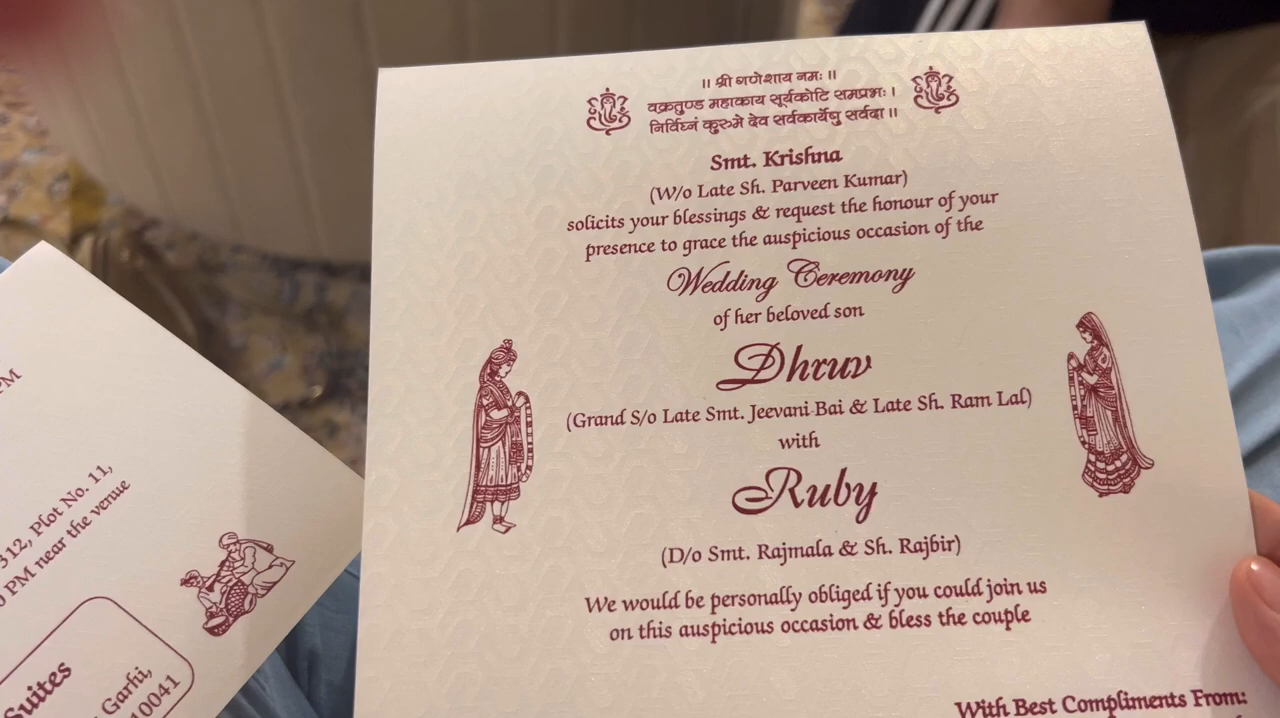 ।। श्री गणेशाय नमः ।।
वक्रतुण्ड महाकाय सूर्यकोटि समप्रभः ।
निर्विघ्नं कुरुमे देव सर्वकार्येषु सर्वदा ।।
Smt. Krishna
(W/o Late Sh. Parveen Kumar)
solicits your blessings & request the honour of your
presence to grace the auspicious occasion of the
Wedding Ceremony
of her beloved son
Dhruv
(Grand S/o Late Smt. Jeevani Bai & Late Sh. Ram Lal)
with
Ruby
(D/o Smt. Rajmala & Sh. Rajbir)
We would be personally obliged if you could join us
on this auspicious occasion & bless the couple
With Best Compliments From:
PM
312, Plot No. 11,
PM near the venue
Suites
Garhi,
10041